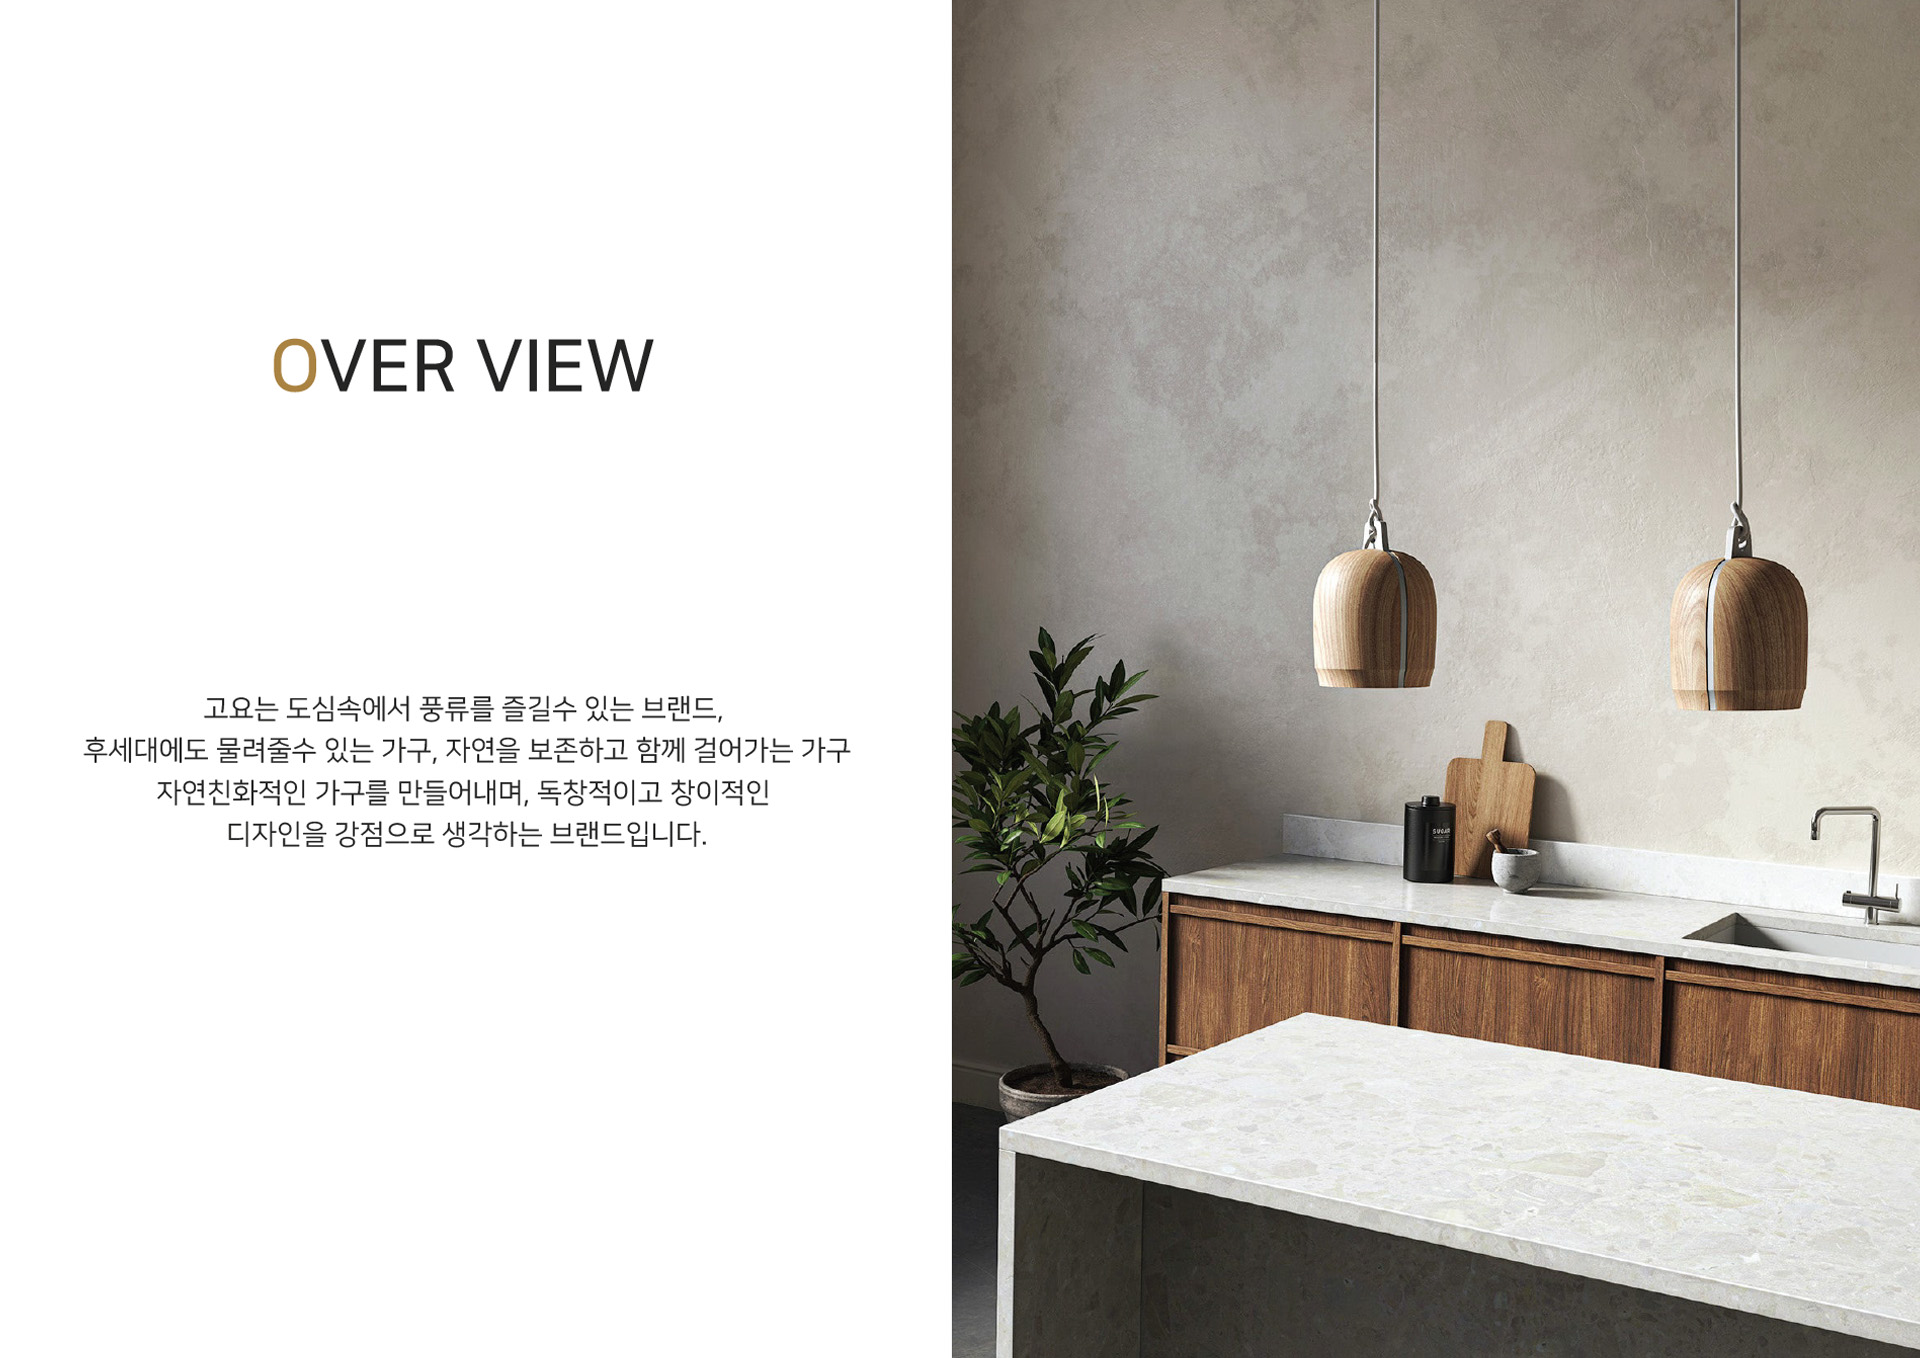 OVER VIEW
고요는 도심속에서 풍류를 즐길수 있는 브랜드,
후세대에도 물려줄수 있는 가구, 자연을 보존하고 함께 걸어가는 가구
자연친화적인 가구를 만들어내며, 독창적이고 창이적인
디자인을 강점으로 생각하는 브랜드입니다.
SUGAR